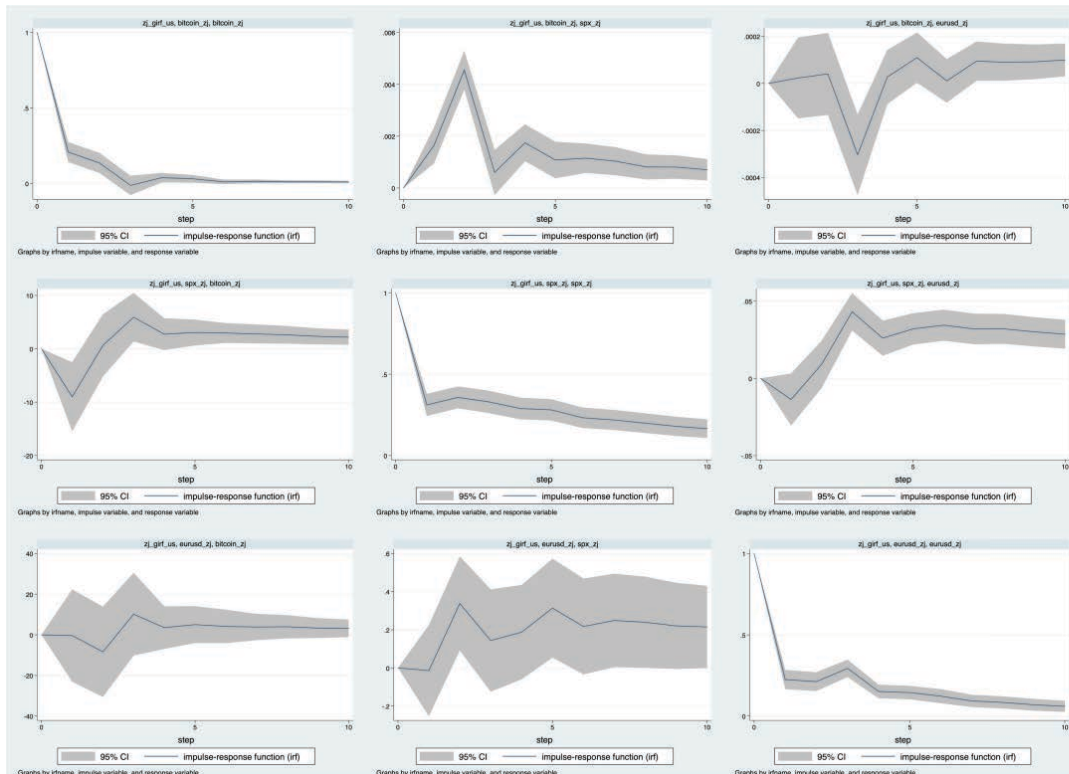 zj_girf_us, bitcoin_zj, bitcoin_zj
1
.5
0
0
5
10
step
95% CI
impulse-response function (irf)
Graphs by irfname, impulse variable, and response variable
zj_girf_us, bitcoin_zj, spx_zj
.006
.004
.002
0
0
5
10
step
95% CI
impulse-response function (irf)
Graphs by irfname, impulse variable, and response variable
zj_girf_us, bitcoin_zj, eurusd_zj
.0002
0
-.0002
-.0004
0
5
10
step
95% CI
impulse-response function (irf)
Graphs by irfname, impulse variable, and response variable
zj_girf_us, spx_zj, bitcoin_zj
10
0
-10
-20
0
5
10
step
95% CI
impulse-response function (irf)
Graphs by irfname, impulse variable, and response variable
zj_girf_us, spx_zj, spx_zj
1
.5
0
0
5
10
step
95% CI
impulse-response function (irf)
Graphs by irfname, impulse variable, and response variable
zj_girf_us, spx_zj, eurusd_zj
.05
0
-.05
0
5
10
step
95% CI
impulse-response function (irf)
Graphs by irfname, impulse variable, and response variable
zj_girf_us, eurusd_zj, bitcoin_zj
40
20
0
-20
-40
0
5
10
step
95% CI
impulse-response function (irf)
Graphs by irfname, impulse variable, and response variable
zj_girf_us, eurusd_zj, spx_zj
.6
.4
.2
0
-.2
0
5
10
step
95% CI
impulse-response function (irf)
Graphs by irfname, impulse variable, and response variable
zj_girf_us, eurusd_zj, eurusd_zj
1
.5
0
0
5
10
step
95% CI
impulse-response function (irf)
Graphs by irfname, impulse variable, and response variable